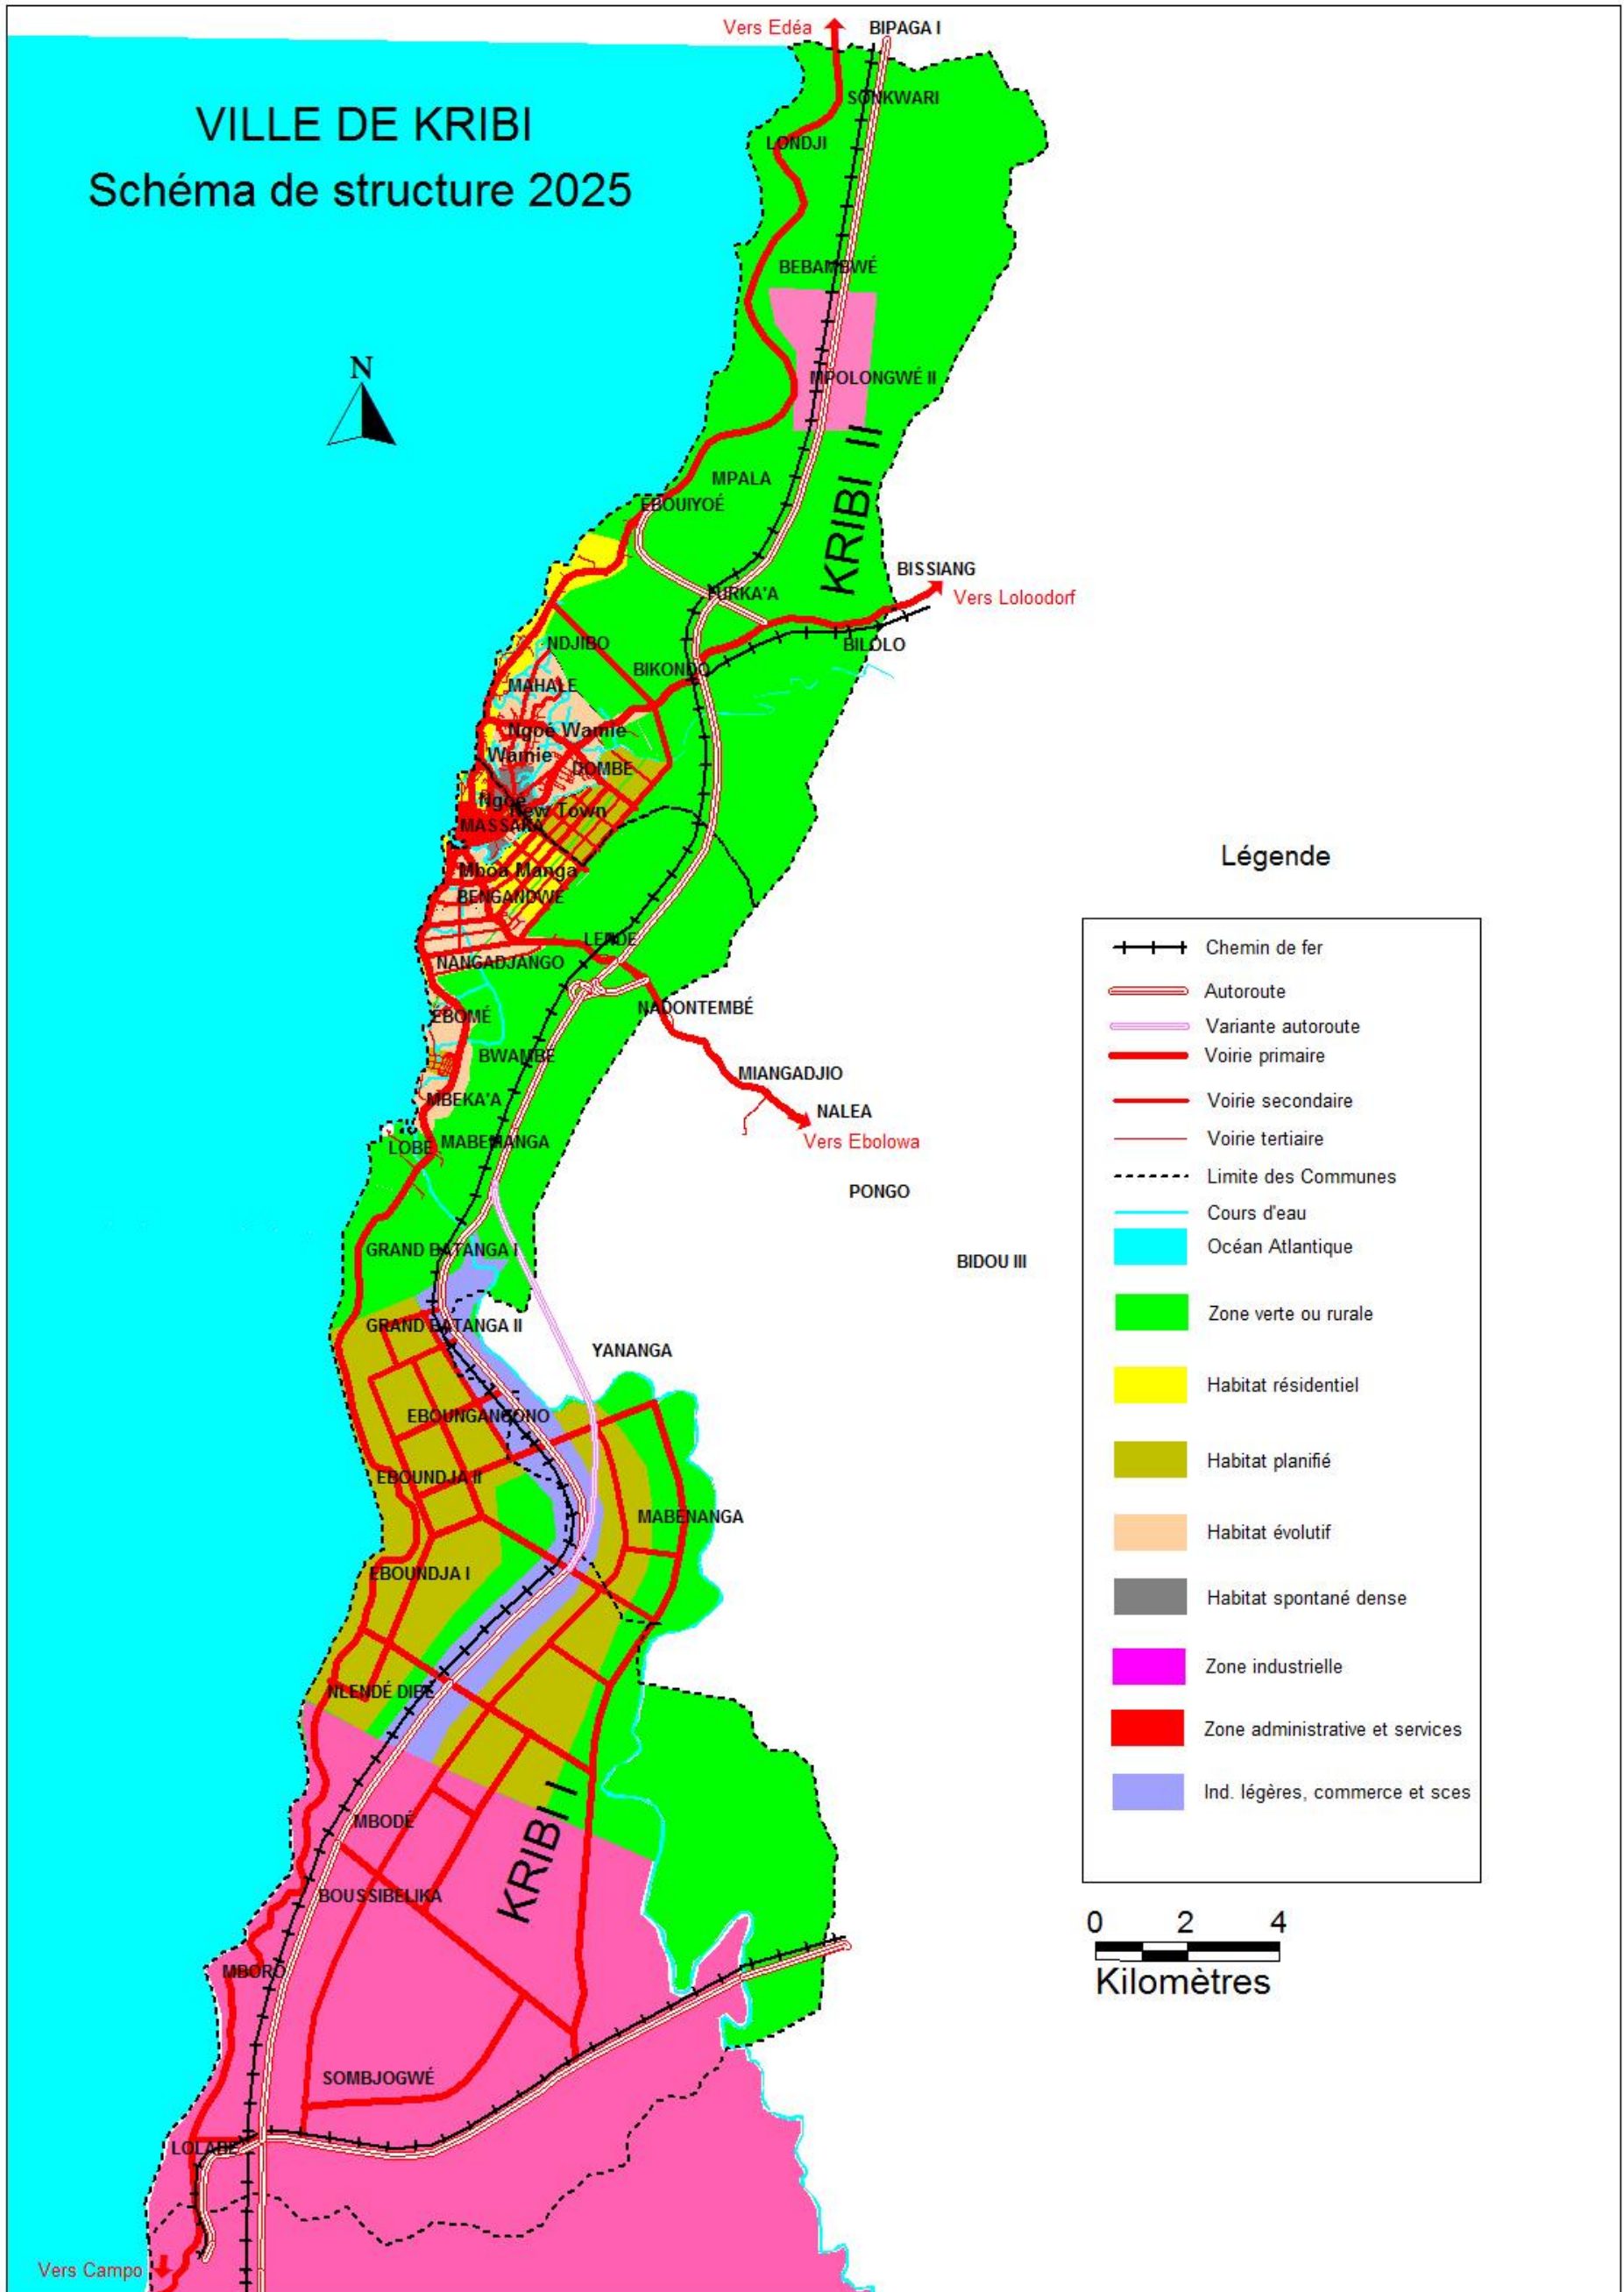 Vers Edéa
BIPAGA I
VILLE DE KRIBI
Schéma de structure 2025
SONKWARI
LONDJI
BEBAMBWÉ
N
MPOLONGWÉ II
KRIBI II
MPALA
EBOUIYOÉ
BISSIANG
FURKA'A
Vers Loloodorf
NDJIBO
BILOLO
BIKONDO
MAHALE
Ngoé Wamie
Wamie
DOMBE
Ngoé
New Town
MASSAKA
Mboa Manga
BENGANDWE
LENDE
NANGADJANGO
NADONTEMBÉ
EBOMÉ
BWAMBE
MIANGADJIO
MBEKA'A
NALEA
Vers Ebolowa
LOBE
MABENANGA
PONGO
GRAND BATANGA I
BIDOU III
GRAND BATANGA II
YANANGA
EBOUNGANGONO
EBOUNDJA II
MABENANGA
EBOUNDJA I
NLENDÉ DIBE
KRIBI I
MBODÉ
BOUSSIBELIKA
MBORO
SOMBJOGWÉ
LOLABE
Vers Campo
Légende
Chemin de fer
Autoroute
Variante autoroute
Voirie primaire
Voirie secondaire
Voirie tertiaire
Limite des Communes
Cours d'eau
Océan Atlantique
Zone verte ou rurale
Habitat résidentiel
Habitat planifié
Habitat évolutif
Habitat spontané dense
Zone industrielle
Zone administrative et services
Ind. légères, commerce et sces
0 2 4
Kilomètres